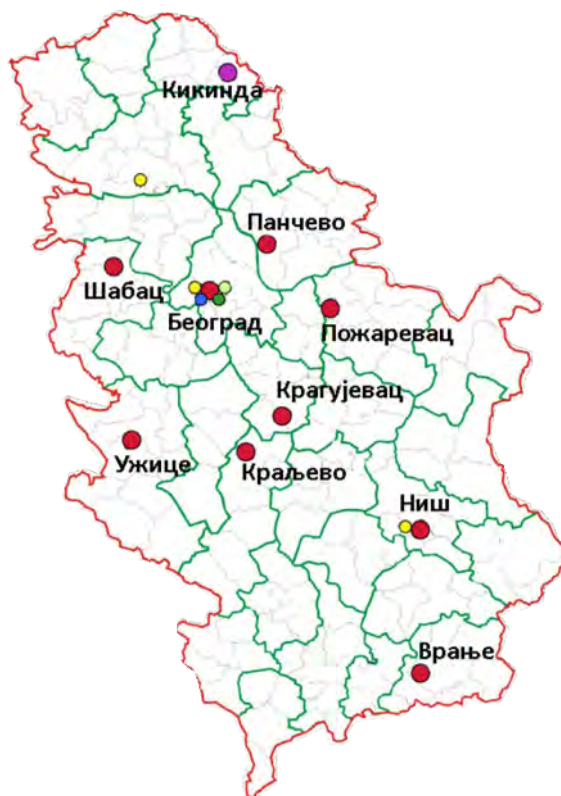 Кикинда
Панчево
Шабац
Београд
Пожаревац
Крагујевац
Ужице
Краљево
Ниш
Врање